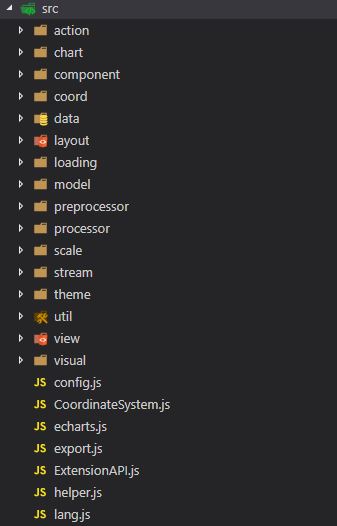 src
action
chart
component
coord
data
layout
loading
model
preprocessor
processor
scale
stream
theme
util
view
visual
JS config.js
JS CoordinateSystem.js
JS echarts.js
JS export.js
JS ExtensionAPI.js
JS helper.js
JS lang.js